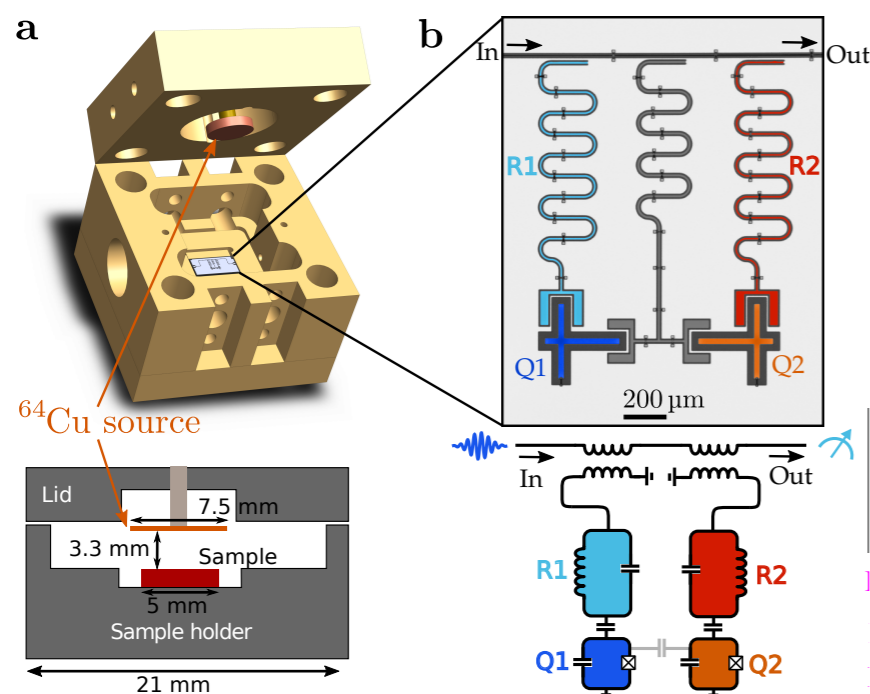 a
b
In
Out
R1
R2
Q1
Q2
200 μm
⁶⁴Cu source
In
Out
Lid
7.5 mm
3.3 mm
Sample
5 mm
Sample holder
21 mm
R1
R2
Q1
Q2